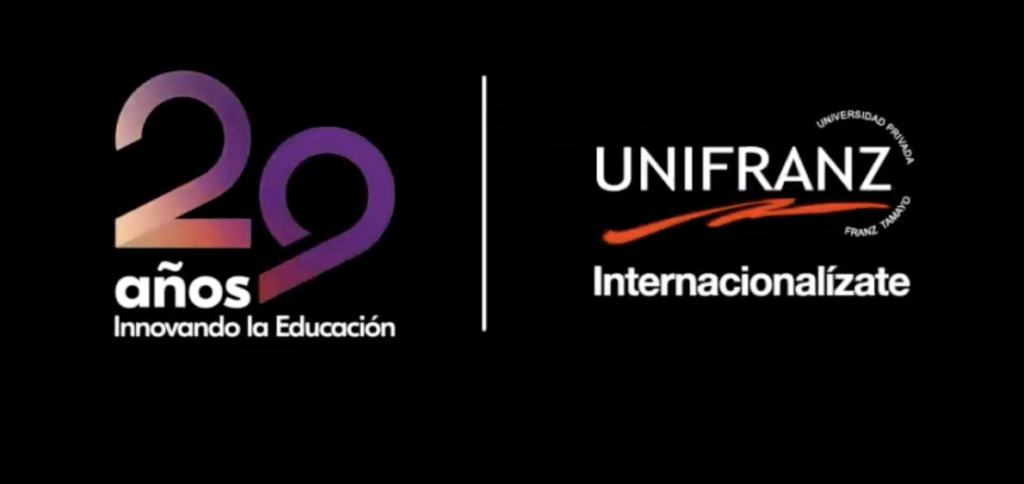 29
años
Innovando la Educación
UNIVERSIDAD PRIVADA
UNIFRANZ
FRANZ TAMAYO
Internacionalízate